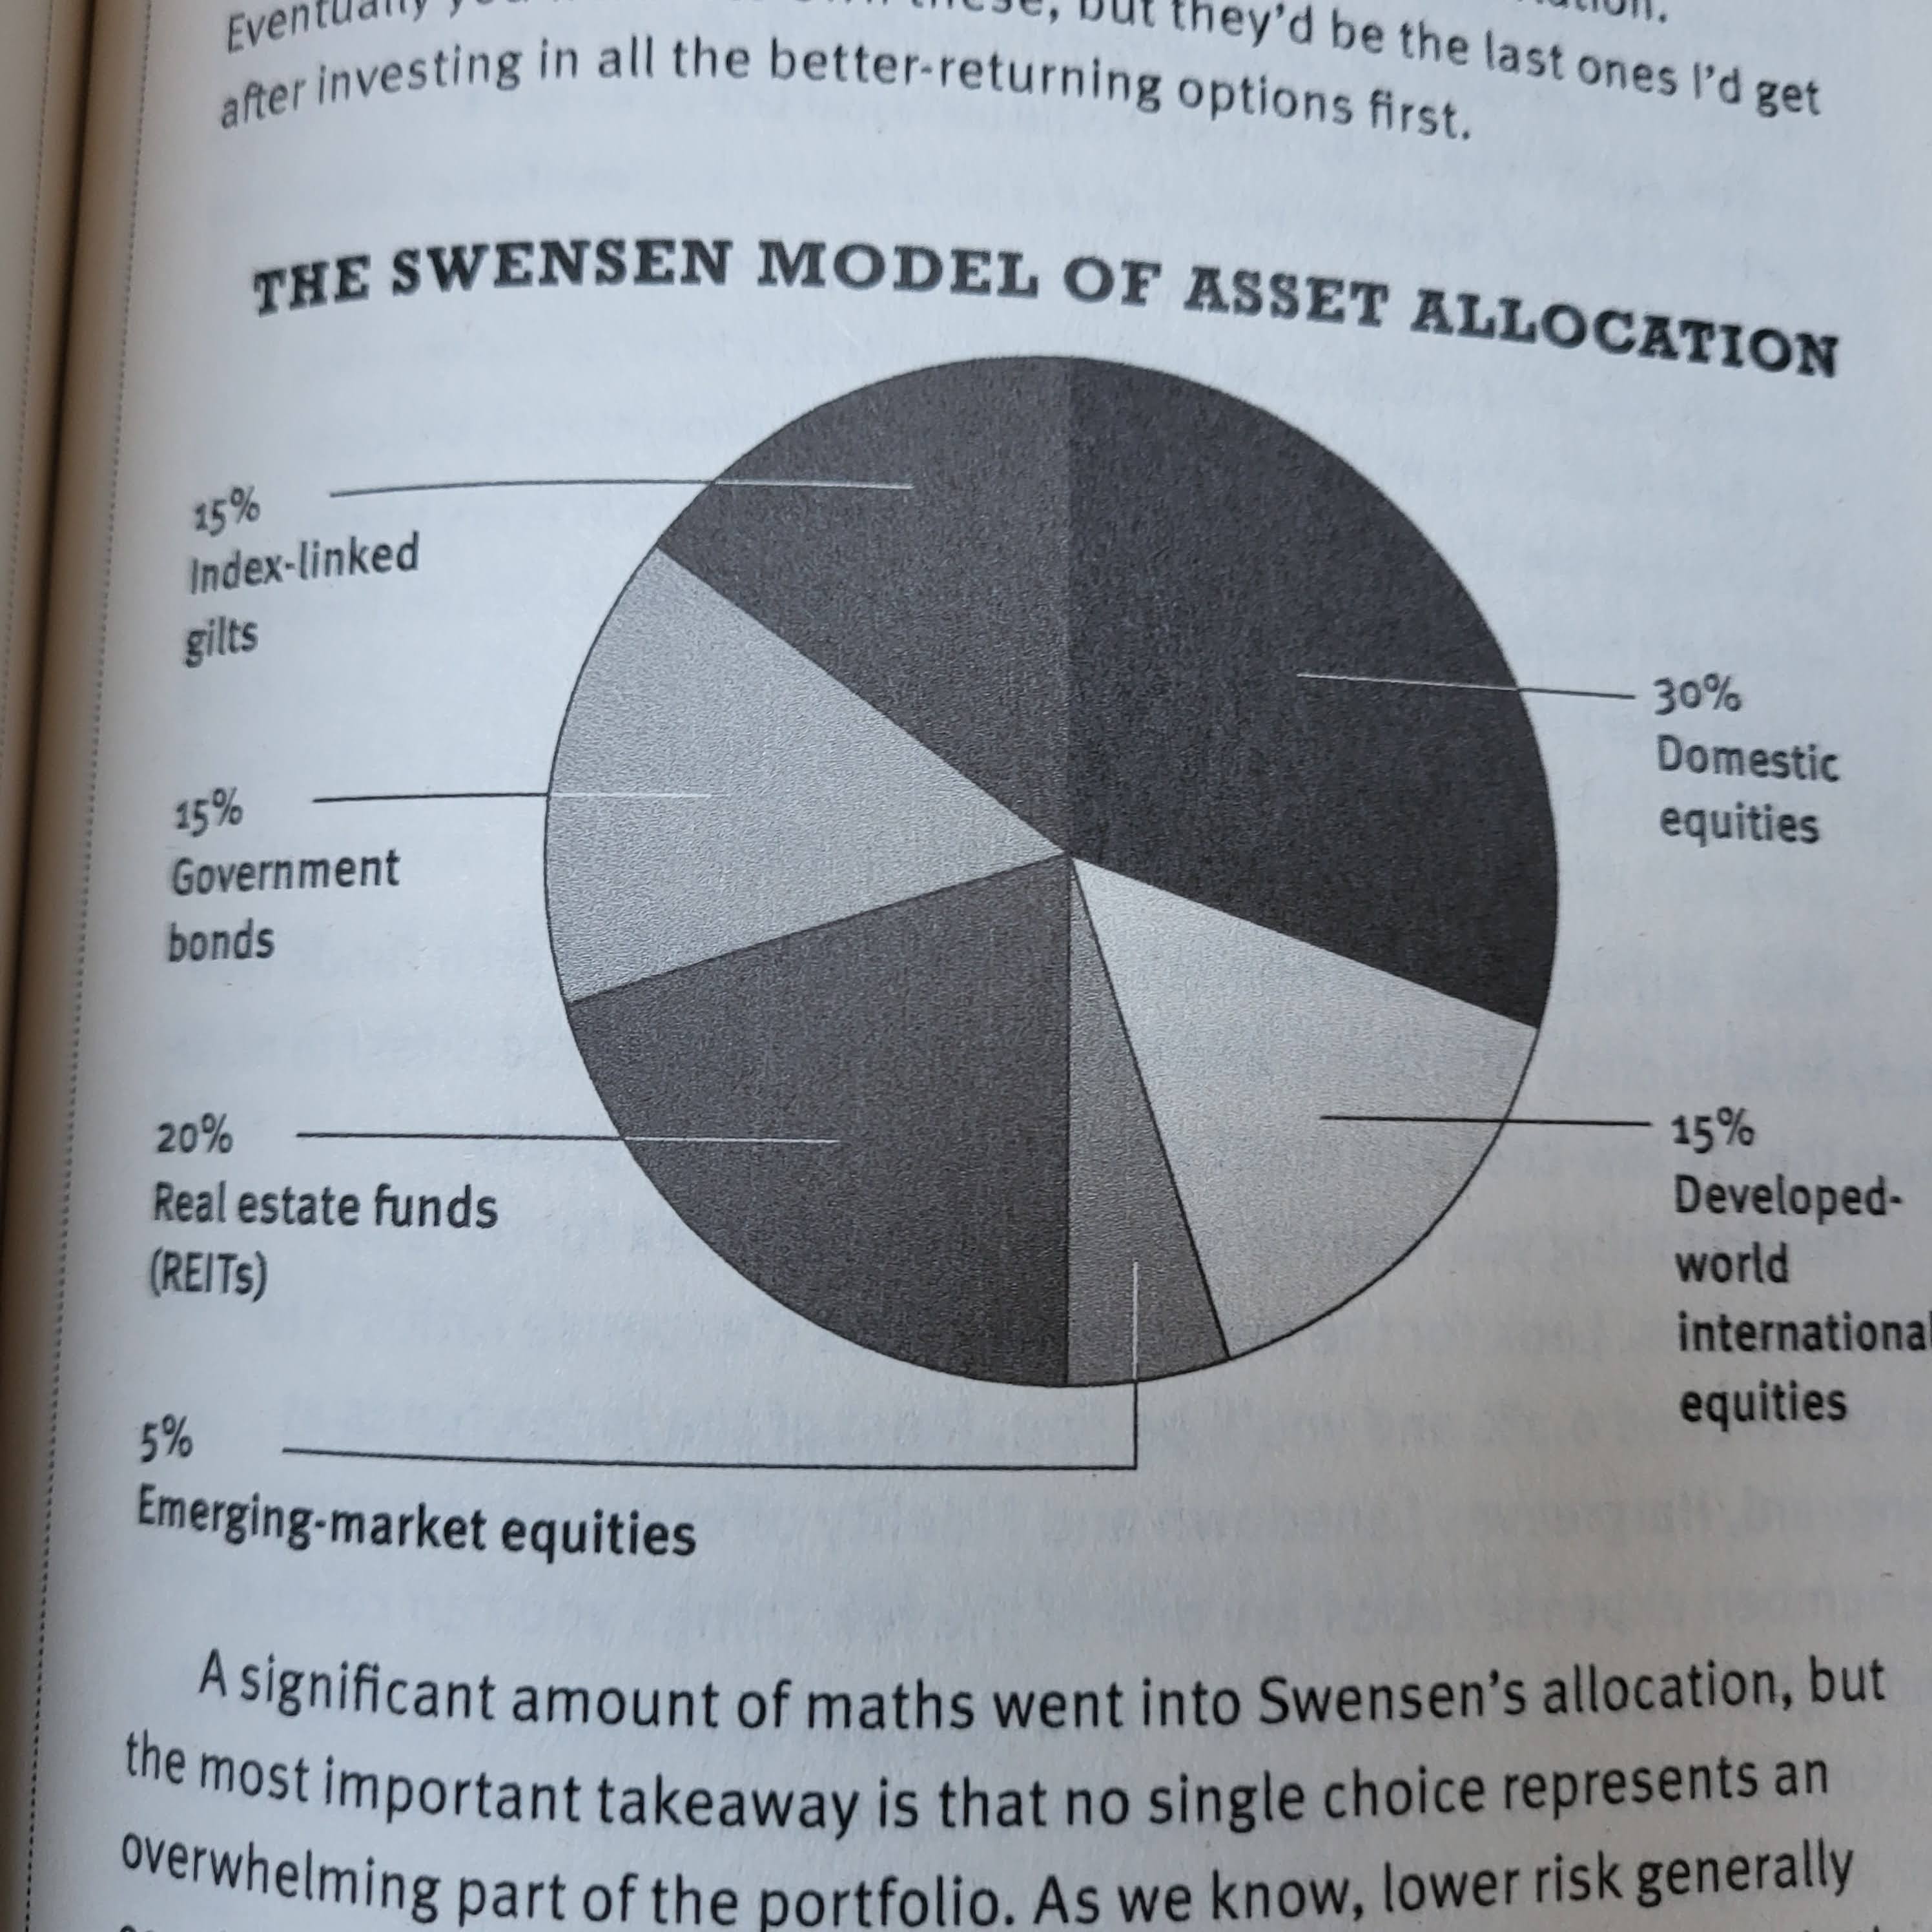 Eventually these, but they'd be the last ones I'd get
after investing in all the better-returning options first.
THE SWENSEN MODEL OF ASSET ALLOCATION
15%
Index-linked
gilts
15%
Government
bonds
20%
Real estate funds
(REITs)
5%
Emerging-market equities
30%
Domestic
equities
15%
Developed-
world
international
equities
A significant amount of maths went into Swensen's allocation, but
the most important takeaway is that no single choice represents an
overwhelming part of the portfolio. As we know, lower risk generally